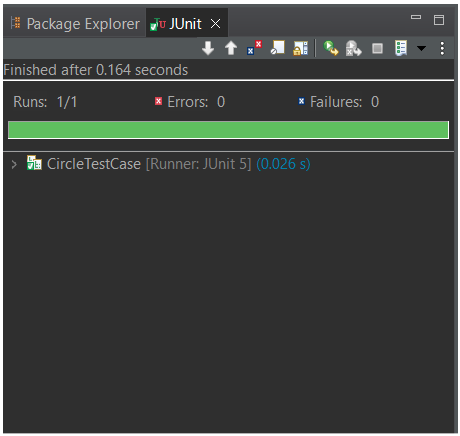 Package Explorer JUnit
Finished after 0.164 seconds
Runs: 1/1 Errors: 0 Failures: 0
CircleTestCase [Runner: JUnit 5] (0.026 s)